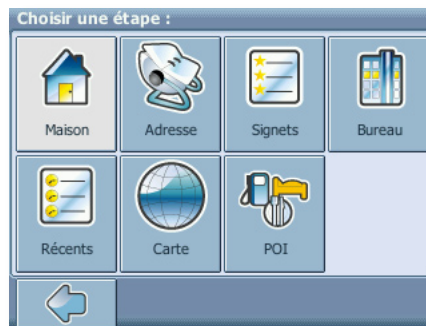 Choisir une étape :
Maison
Adresse
Signets
Bureau
Récents
Carte
POI